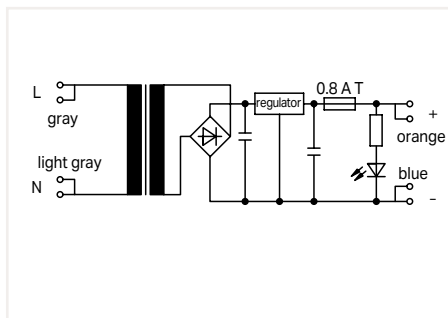 L
gray
light gray
N
regulator
0.8 A T
+
orange
blue
-